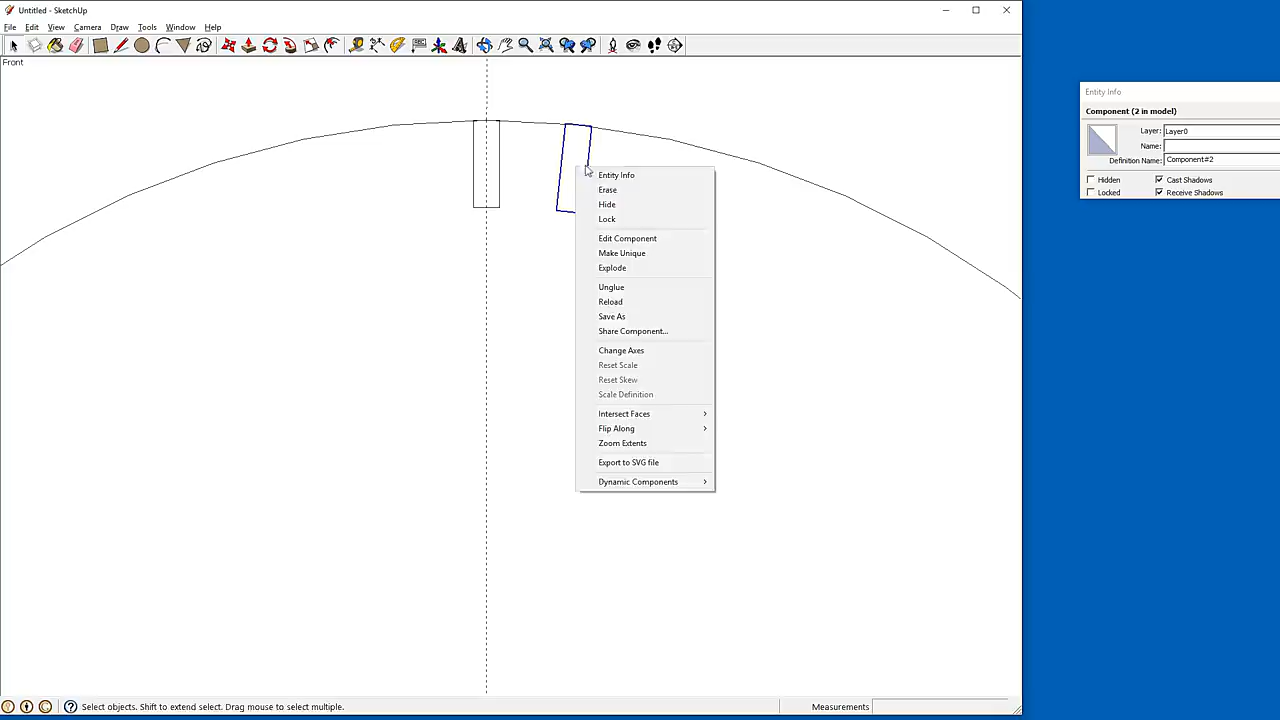 Untitled - SketchUp
File Edit View Camera Draw Tools Window Help
Front
Entity Info
Erase
Hide
Lock
Edit Component
Make Unique
Explode
Unglue
Reload
Save As
Share Component...
Change Axes
Reset Scale
Reset Skew
Scale Definition
Intersect Faces
Flip Along
Zoom Extents
Export to SVG file
Dynamic Components
Entity Info
Component (2 in model)
Layer: Layer0
Name:
Definition Name: Component#2
Hidden Cast Shadows
Locked Receive Shadows
Select objects. Shift to extend select. Drag mouse to select multiple. Measurements